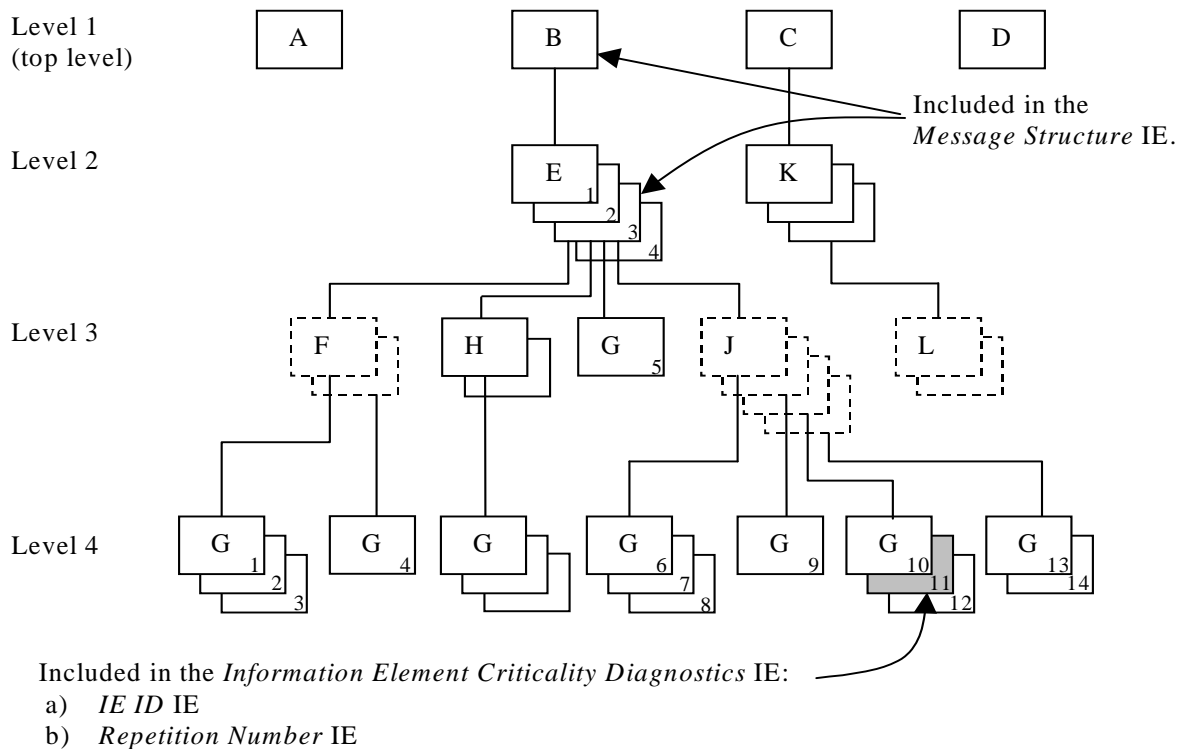 Level 1
(top level)
A
B
C
D
Included in the
Message Structure IE.
Level 2
E
1
2
3
4
K
Level 3
F
H
G
5
J
L
Level 4
G
1
2
3
G
4
G
G
6
7
8
G
9
G
10
11
12
G
13
14
Included in the Information Element Criticality Diagnostics IE:
a) IE ID IE
b) Repetition Number IE